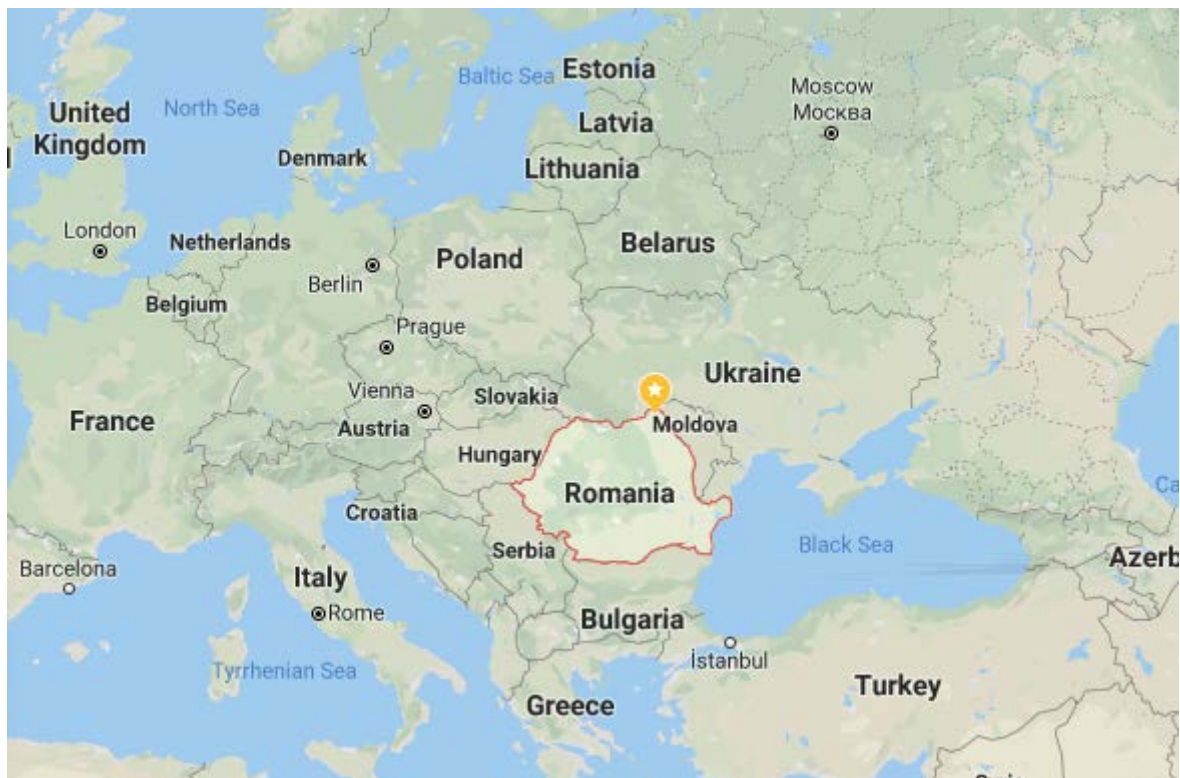 Baltic Sea
Estonia
Moscow
Москва
North Sea
United
Kingdom
Latvia
Denmark
Lithuania
London
Netherlands
Belarus
Poland
Berlin
Belgium
Prague
Ukraine
Vienna
Slovakia
France
Austria
Moldova
Hungary
Romania
Croatia
Serbia
Black Sea
Barcelona
Italy
Rome
Bulgaria
İstanbul
Tyrrhenian Sea
Turkey
Greece
Azerb
Ca